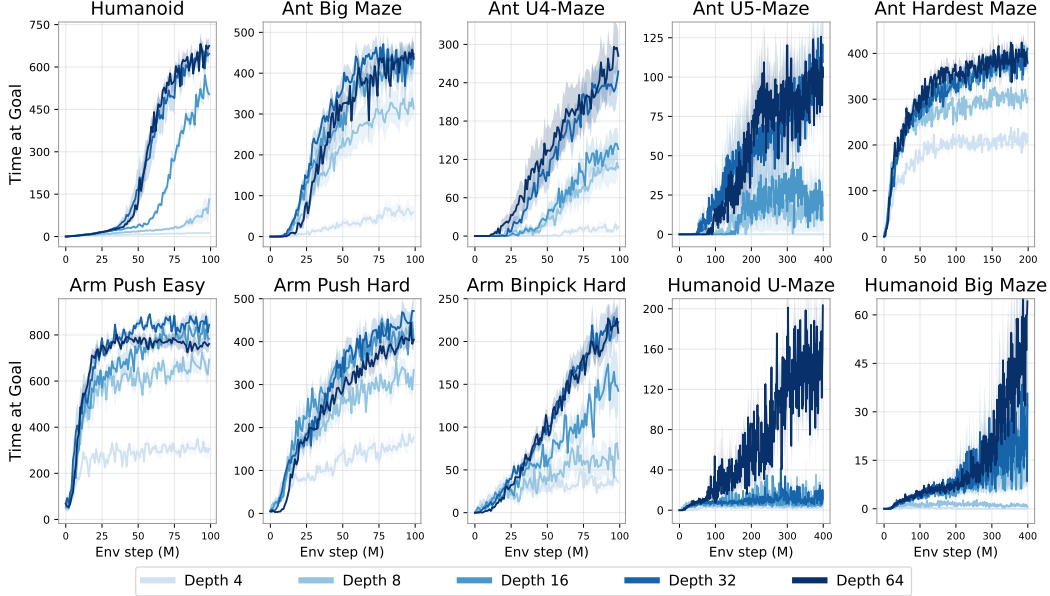 Humanoid
Ant Big Maze
Ant U4-Maze
Ant U5-Maze
Ant Hardest Maze
Time at Goal
750
600
450
300
150
0
0 25 50 75 100
500
400
300
200
100
0
0 25 50 75 100
300
240
180
120
60
0
0 25 50 75 100
125
100
75
50
25
0
0 100 200 300 400
400
300
200
100
0
0 50 100 150 200
Arm Push Easy
Arm Push Hard
Arm Binpick Hard
Humanoid U-Maze
Humanoid Big Maze
Time at Goal
800
600
400
200
0
0 25 50 75 100
Env step (M)
500
400
300
200
100
0
0 25 50 75 100
Env step (M)
250
200
150
100
50
0
0 25 50 75 100
Env step (M)
200
160
120
80
40
0
0 100 200 300 400
Env step (M)
60
45
30
15
0
0 100 200 300 400
Env step (M)
Depth 4 Depth 8 Depth 16 Depth 32 Depth 64